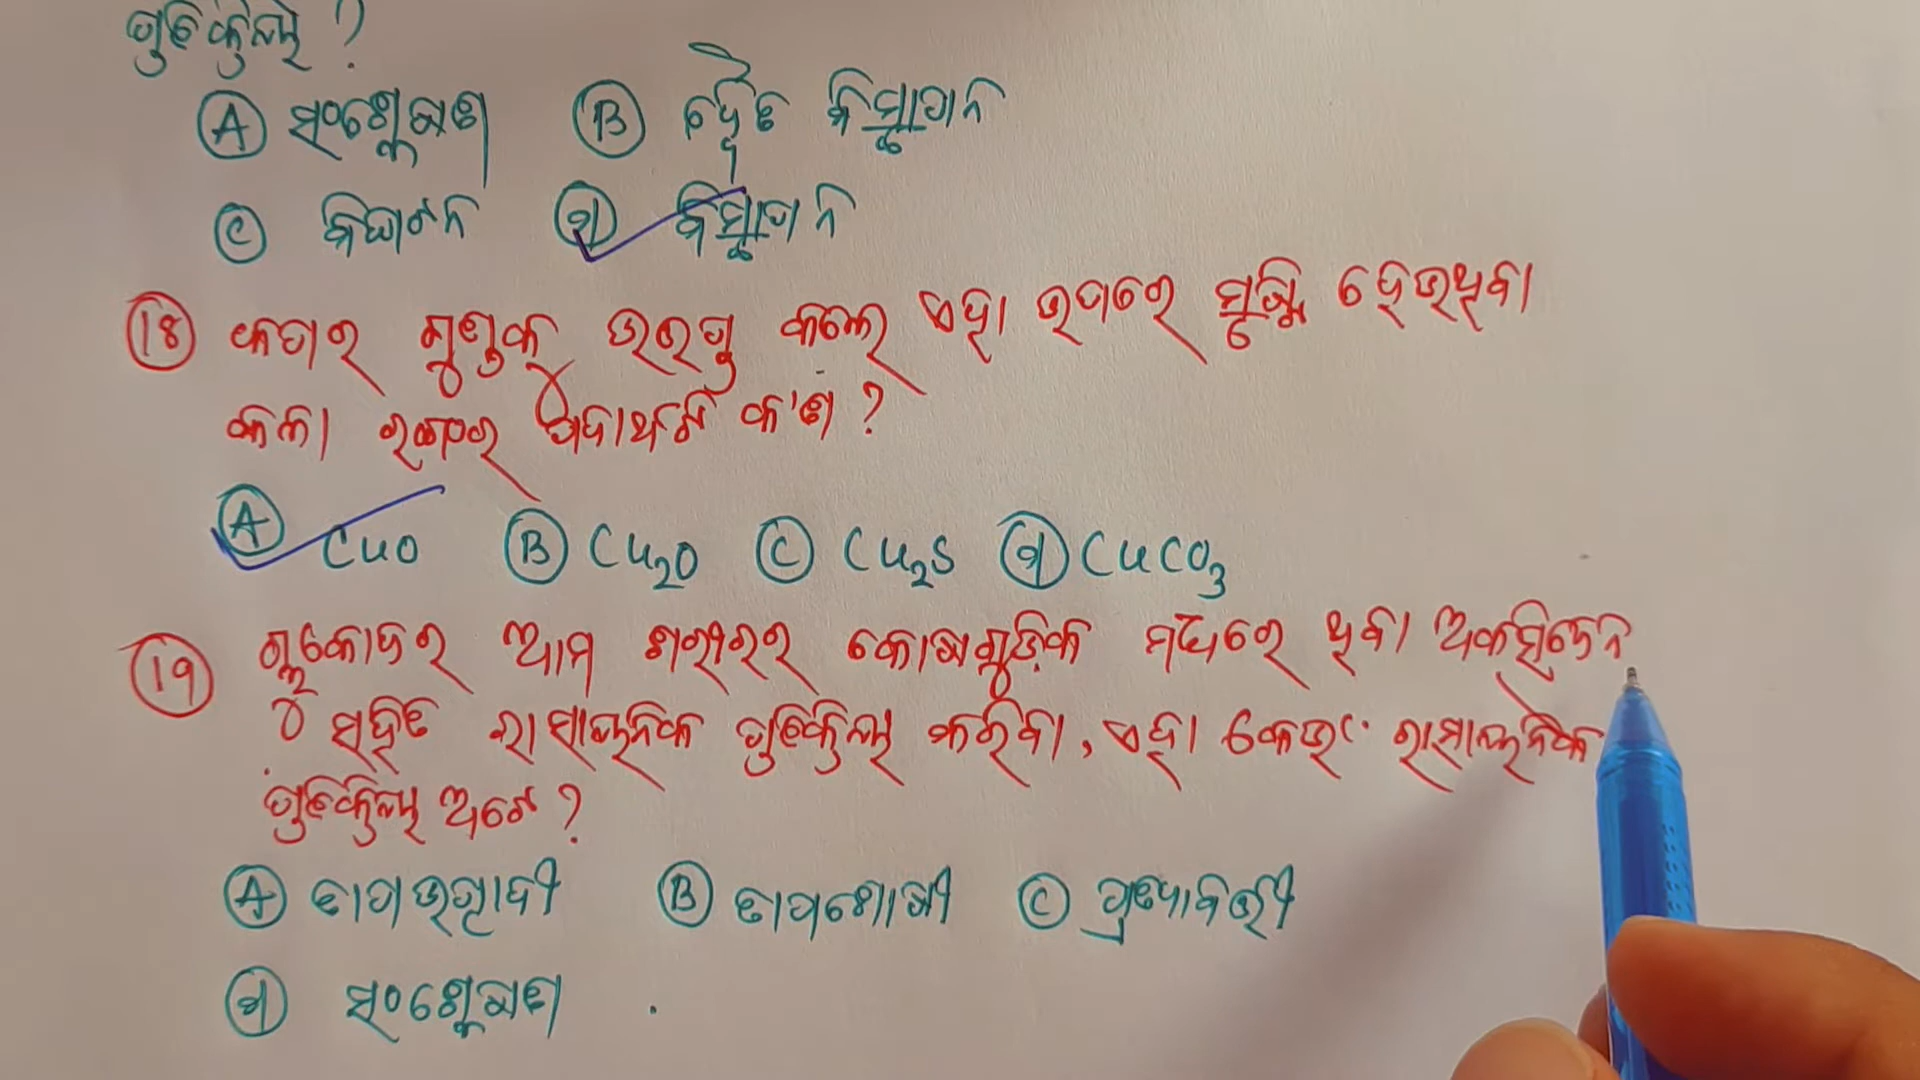 ପ୍ରତିକ୍ରିୟା ?
Ⓐ ସଂଶ୍ଳେଷଣ Ⓑ ଦ୍ୱୈତ ବିସ୍ଥାପନ
Ⓒ ବିଘଟନ Ⓓ ବିସ୍ଥାପନ
⑱ କପର ଗୁଣ୍ଡକୁ ଉତ୍ତପ୍ତ କଲେ ଏହା ଉପରେ ସୃଷ୍ଟି ହେଉଥିବା
କଳା ରଙ୍ଗର ପଦାର୍ଥଟି କ'ଣ ?
Ⓐ CuO Ⓑ Cu₂O Ⓒ Cu₂S Ⓓ CuCO₃
⑲ ଗ୍ଲୁକୋଜର ଆମ ଶରୀରର କୋଷଗୁଡ଼ିକ ମଧ୍ୟରେ ଥିବା ଅକ୍ସିଜେନ
ସହିତ ରାସାୟନିକ ପ୍ରତିକ୍ରିୟା କରିବା, ଏହା କେଉଁ ରାସାୟନିକ
ପ୍ରତିକ୍ରିୟା ଅଟେ ?
Ⓐ ତାପଉତ୍ପାଦୀ Ⓑ ତାପଶୋଷୀ Ⓒ ପ୍ରତ୍ୟାବର୍ତ୍ତୀ
Ⓓ ସଂଶ୍ଳେଷଣ .